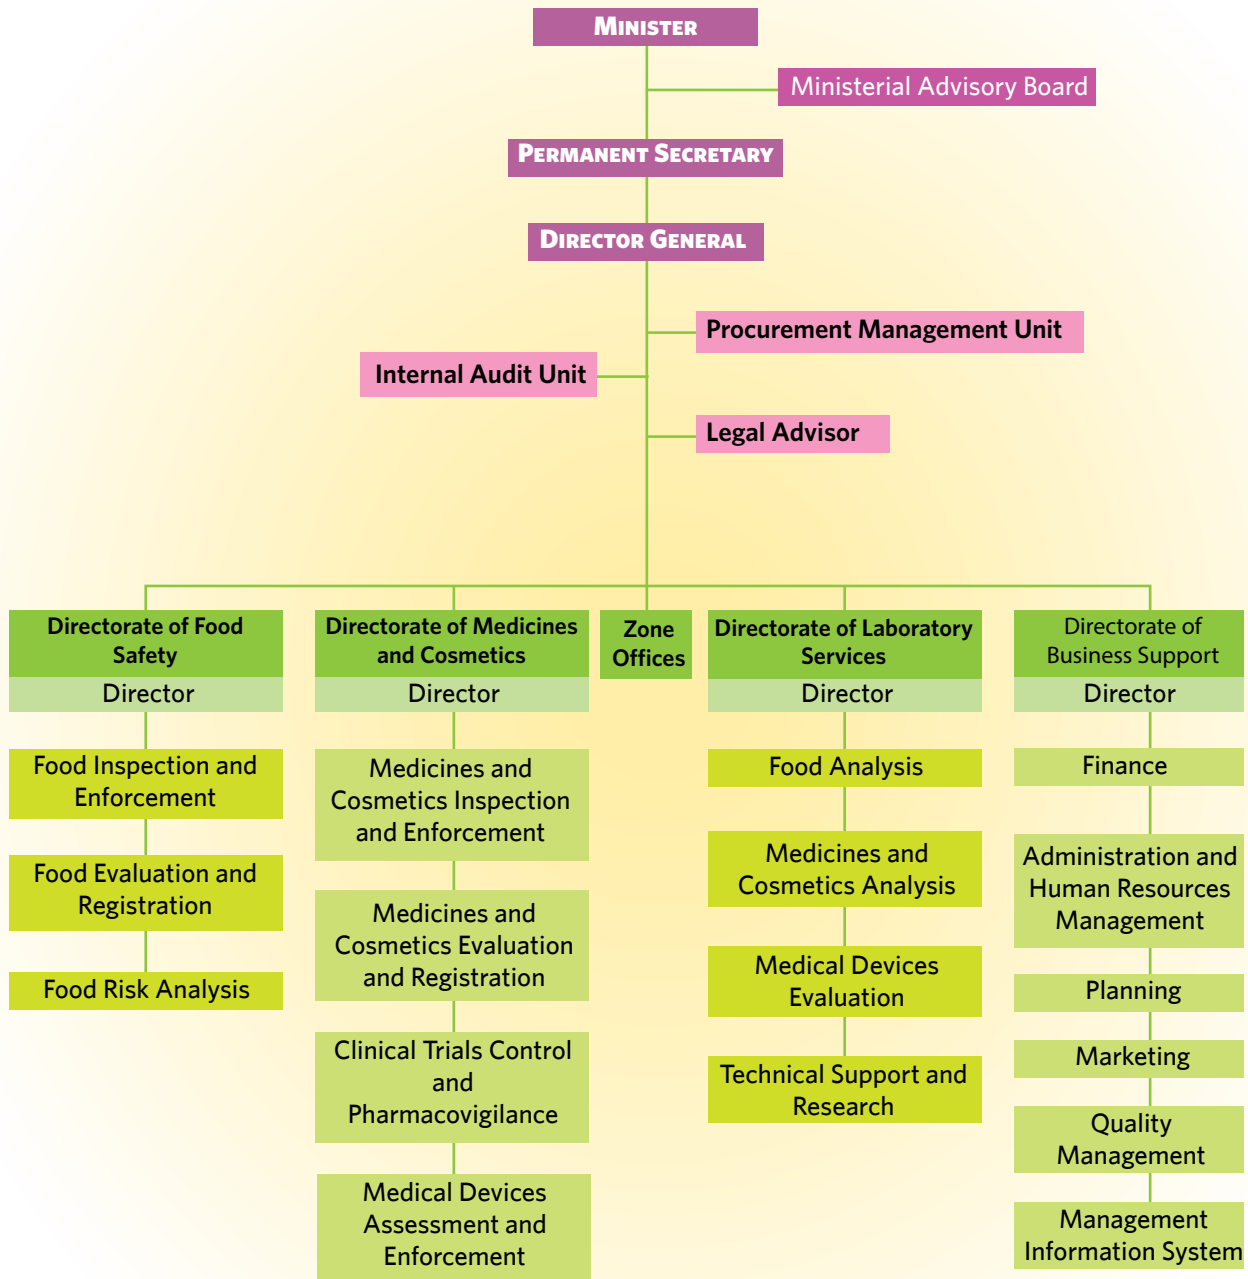 MINISTER
Ministerial Advisory Board
PERMANENT SECRETARY
DIRECTOR GENERAL
Procurement Management Unit
Internal Audit Unit
Legal Advisor
Directorate of Food
Safety
Director
Food Inspection and
Enforcement
Food Evaluation and
Registration
Food Risk Analysis
Directorate of Medicines
and Cosmetics
Director
Medicines and
Cosmetics Inspection
and Enforcement
Medicines and
Cosmetics Evaluation
and Registration
Clinical Trials Control
and
Pharmacovigilance
Medical Devices
Assessment and
Enforcement
Zone
Offices
Directorate of Laboratory
Services
Director
Food Analysis
Medicines and
Cosmetics Analysis
Medical Devices
Evaluation
Technical Support and
Research
Directorate of
Business Support
Director
Finance
Administration and
Human Resources
Management
Planning
Marketing
Quality
Management
Management
Information System